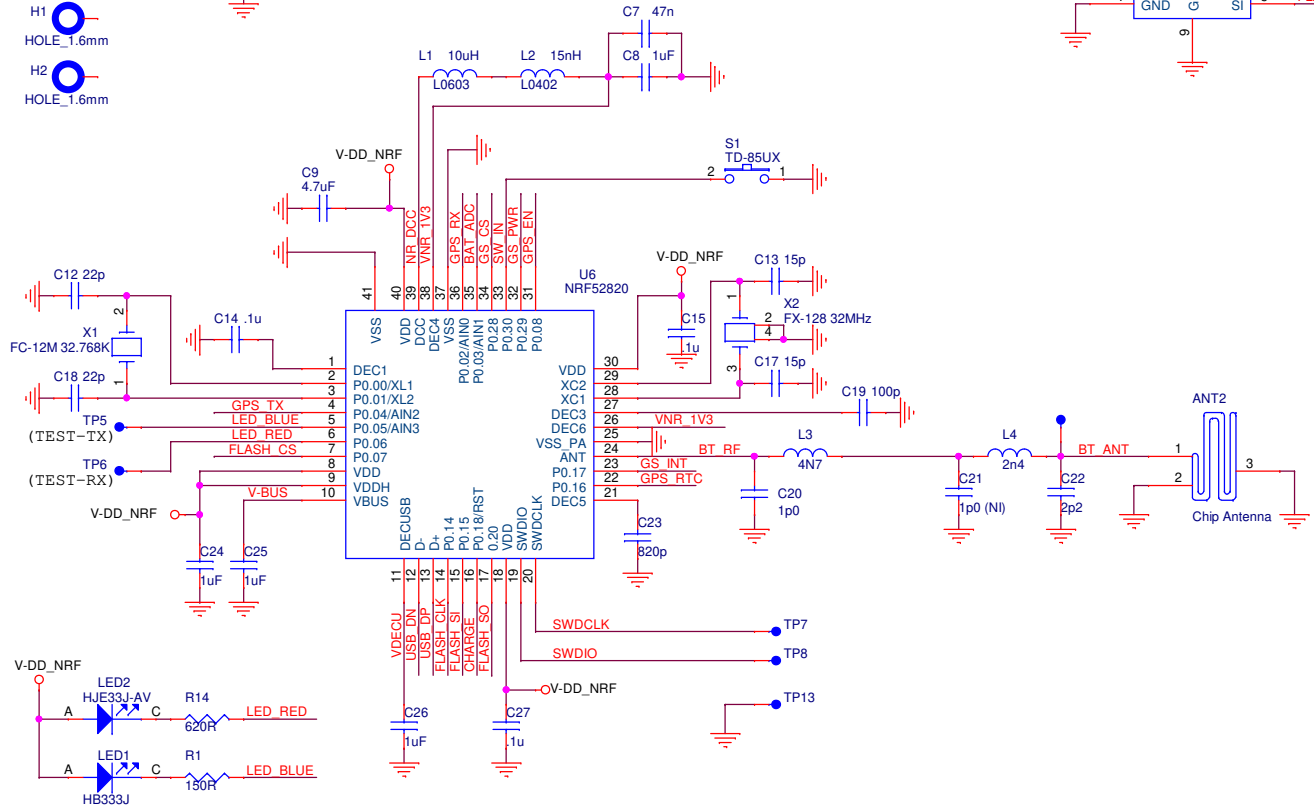 H1
HOLE_1.6mm
H2
HOLE_1.6mm
GND
SI
9
C7 47n
L1 10uH
L2 15nH
C8 1uF
L0603
L0402
S1
TD-85UX
2
1
V-DD_NRF
C9
4.7uF
NR_DCC
VNR_1V3
GPS_RX
BAT_ADC
GS_CS
SW_IN
GS_PWR
GPS_EN
41
40
39
38
37
36
35
34
33
32
31
U6
NRF52820
VSS
VDD
DCC
DEC4
VSS
P0.02/AIN0
P0.03/AIN1
P0.28
P0.30
P0.29
P0.08
C12 22p
2
X1
FC-12M 32.768K
1
C18 22p
C14 .1u
V-DD_NRF
C15
.1u
C13 15p
1
X2
2
4
FX-128 32MHz
3
C17 15p
C19 100p
1 DEC1
2 P0.00/XL1
3 P0.01/XL2
GPS_TX 4 P0.04/AIN2
TP5 LED_BLUE 5 P0.05/AIN3
(TEST-TX)
LED_RED 6 P0.06
FLASH_CS 7 P0.07
TP6
(TEST-RX)
8 VDD
9 VDDH
V-BUS 10 VBUS
V-DD_NRF
VDD 30
XC2 29
XC1 28
DEC3 27
DEC6 26 VNR_1V3
VSS_PA 25
ANT 24 BT_RF
P0.17 23 GS_INT
P0.16 22 GPS_RTC
DEC5 21
L3
4N7
L4
2n4
BT_ANT
ANT2
1
2
3
Chip Antenna
C20
1p0
C21
1p0 (NI)
C22
2p2
C23
820p
C24
1uF
C25
1uF
DECUSB
D-
D+
P0.14
P0.15
P0.18/RST
0.20
VDD
SWDIO
SWDCLK
11
12
13
14
15
16
17
18
19
20
VDECU
USB_DN
USB_DP
FLASH_CLK
FLASH_SI
CHARGE
FLASH_SO
SWDCLK
TP7
SWDIO
TP8
V-DD_NRF
TP13
C26
1uF
C27
.1u
V-DD_NRF
LED2
HJE33J-AV
A
C
R14
620R
LED_RED
LED1
A
C
R1
150R
LED_BLUE
HB333J